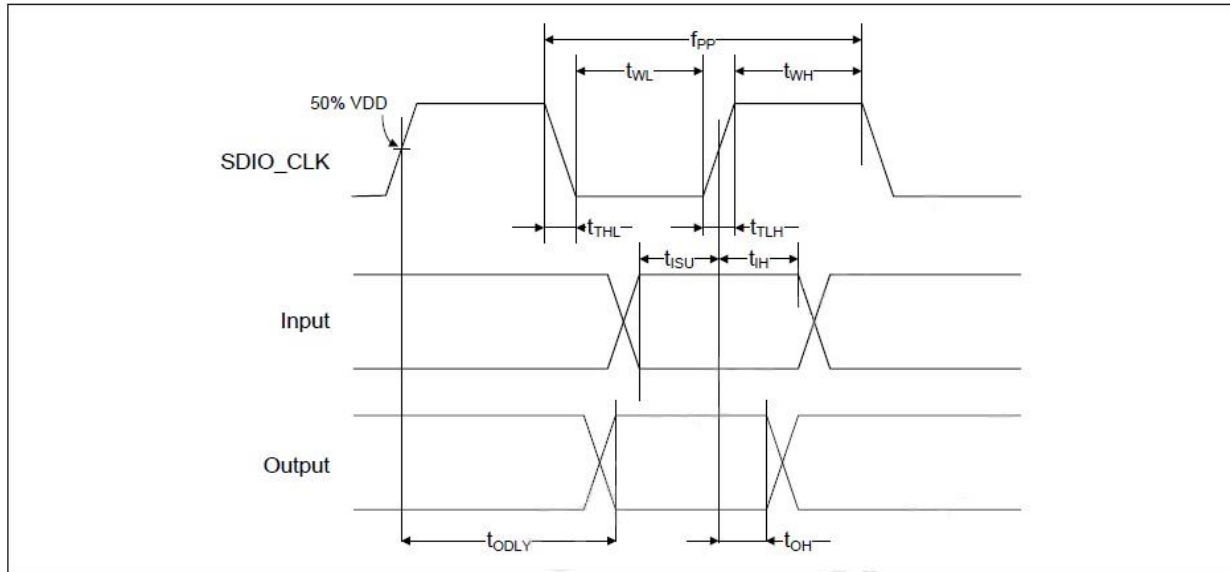 fPP
tWL
tWH
50% VDD
SDIO_CLK
tTHL
tTLH
tISU
tIH
Input
Output
tODLY
tOH